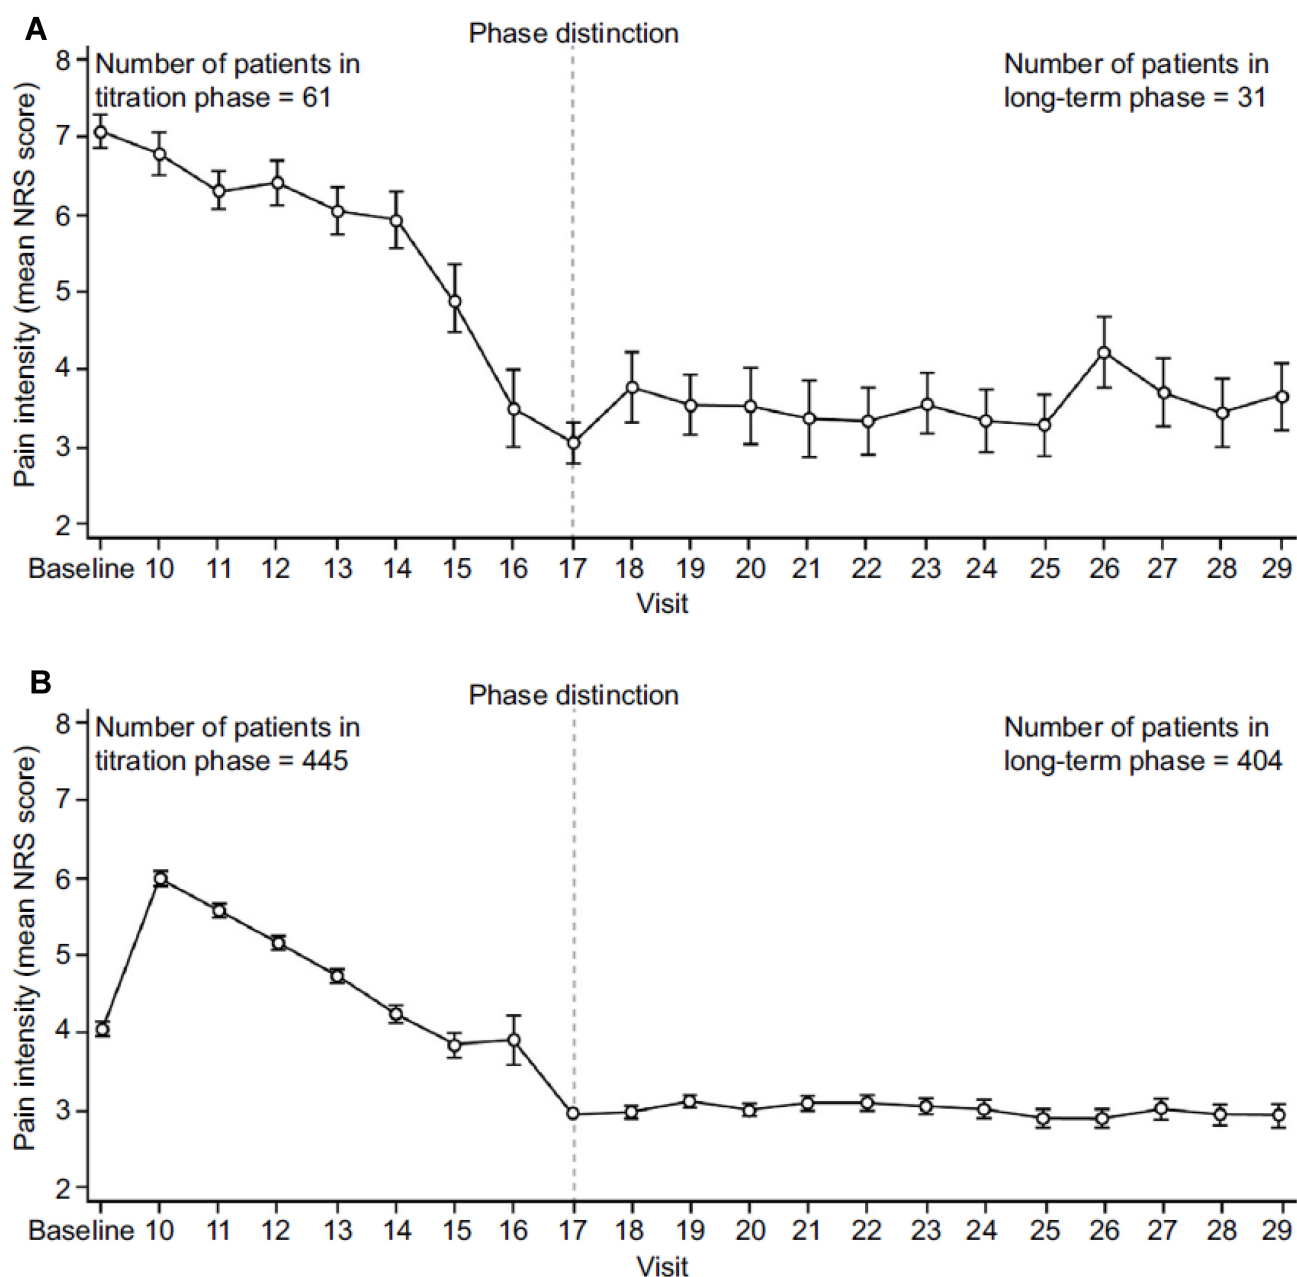 A
Phase distinction
Number of patients in
titration phase = 61
Number of patients in
long-term phase = 31
Pain intensity (mean NRS score)
8
7
6
5
4
3
2
Baseline 10 11 12 13 14 15 16 17 18 19 20 21 22 23 24 25 26 27 28 29
Visit
B
Phase distinction
Number of patients in
titration phase = 445
Number of patients in
long-term phase = 404
Pain intensity (mean NRS score)
8
7
6
5
4
3
2
Baseline 10 11 12 13 14 15 16 17 18 19 20 21 22 23 24 25 26 27 28 29
Visit